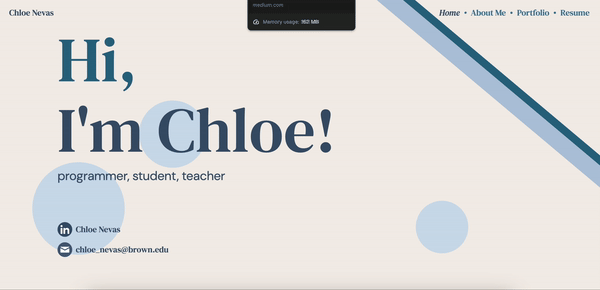 medium.com
Memory usage: 1621 MB
Chloe Nevas
Home • About Me • Portfolio • Resume
Hi,
I'm Chloe!
programmer, student, teacher
Chloe Nevas
chloe_nevas@brown.edu